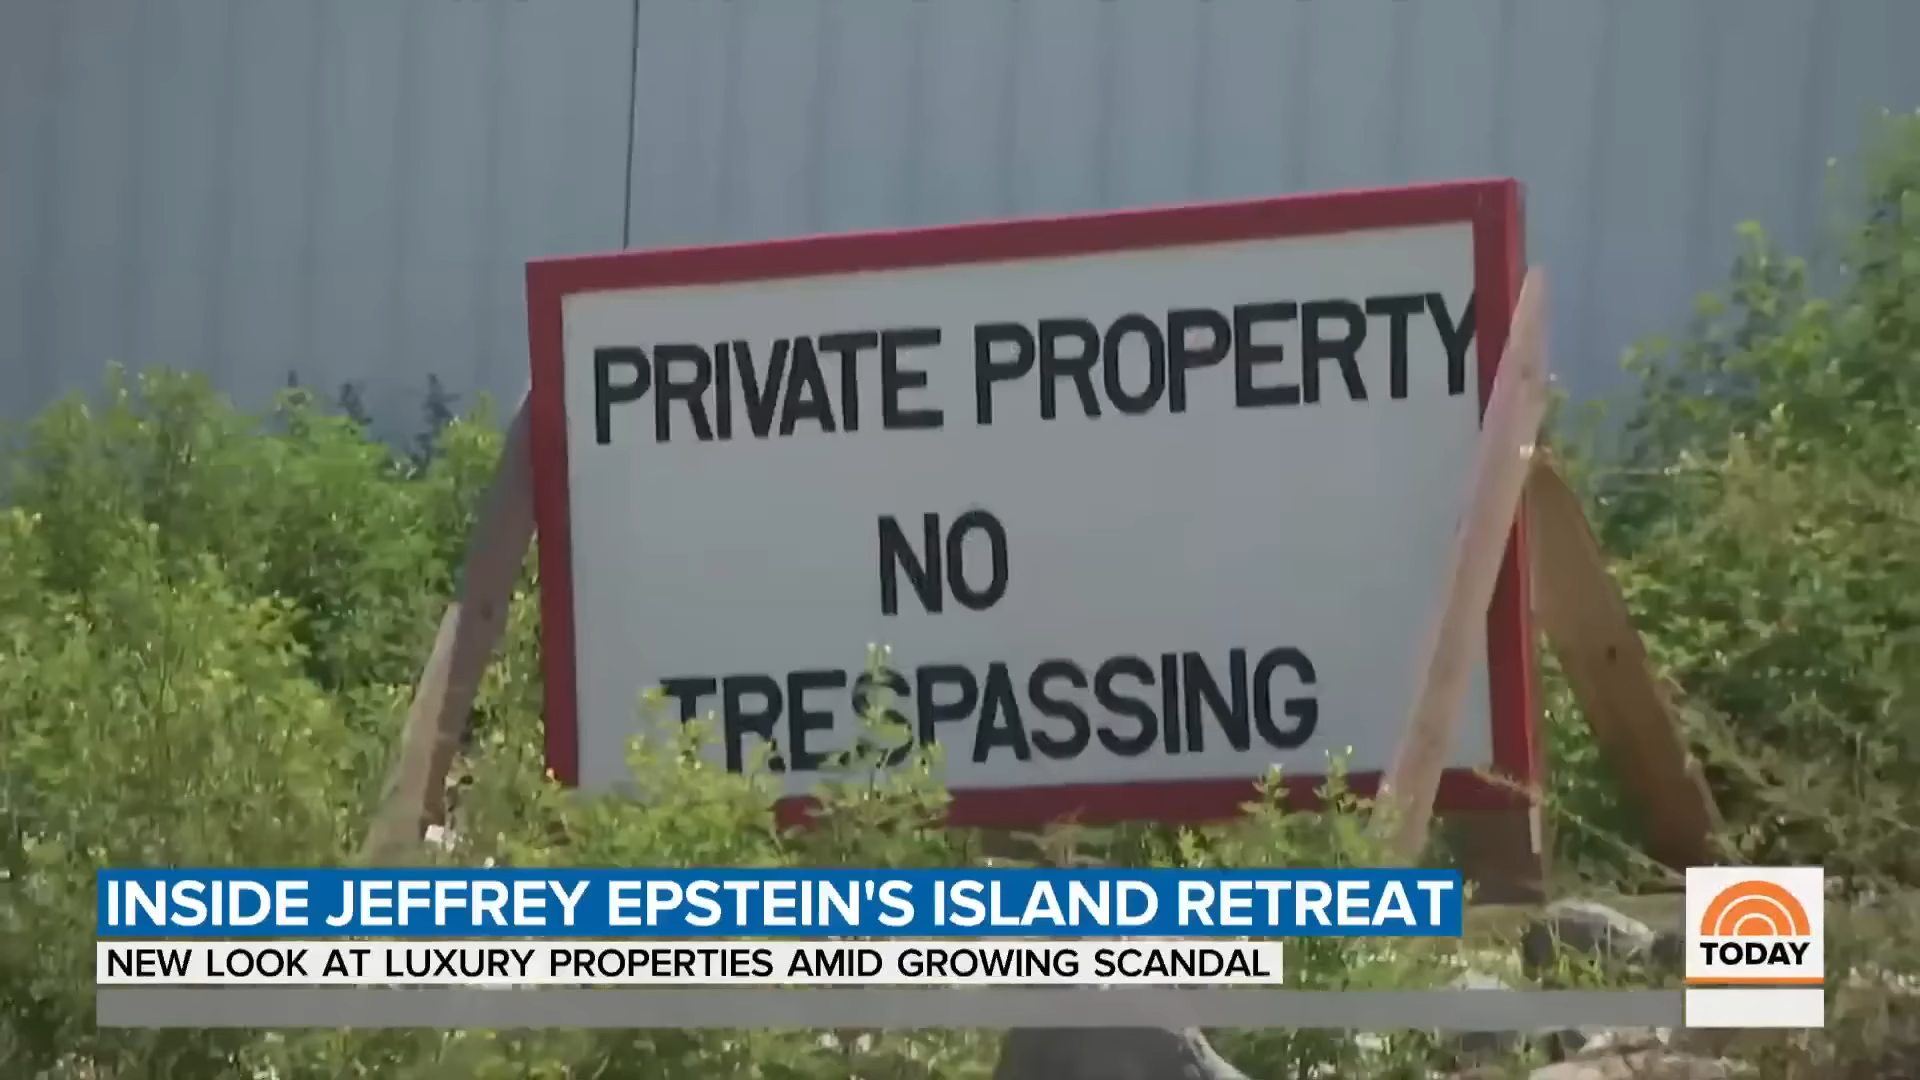 PRIVATE PROPERTY
NO
TRESPASSING
INSIDE JEFFREY EPSTEIN'S ISLAND RETREAT
NEW LOOK AT LUXURY PROPERTIES AMID GROWING SCANDAL
TODAY